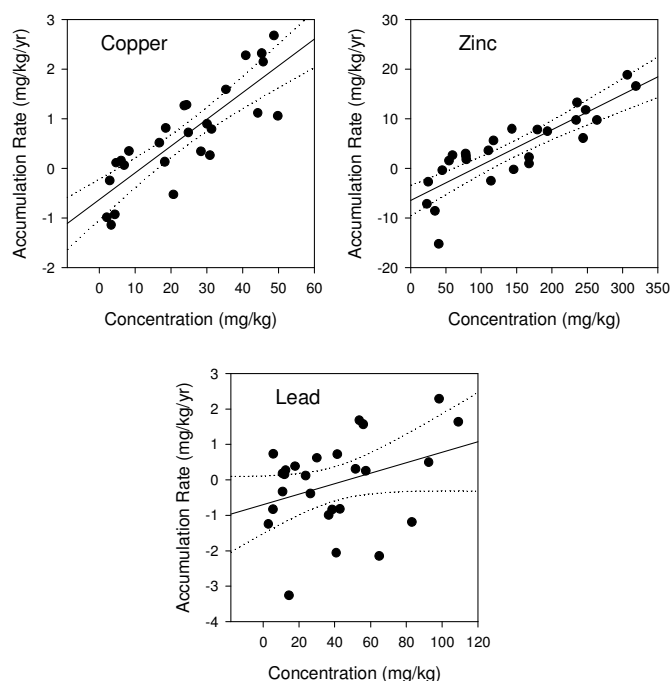 Copper
Accumulation Rate (mg/kg/yr)
3
2
1
0
-1
-2
0 10 20 30 40 50 60
Concentration (mg/kg)
Zinc
Accumulation Rate (mg/kg/yr)
30
20
10
0
-10
-20
0 50 100 150 200 250 300 350
Concentration (mg/kg)
Lead
Accumulation Rate (mg/kg/yr)
3
2
1
0
-1
-2
-3
-4
0 20 40 60 80 100 120
Concentration (mg/kg)